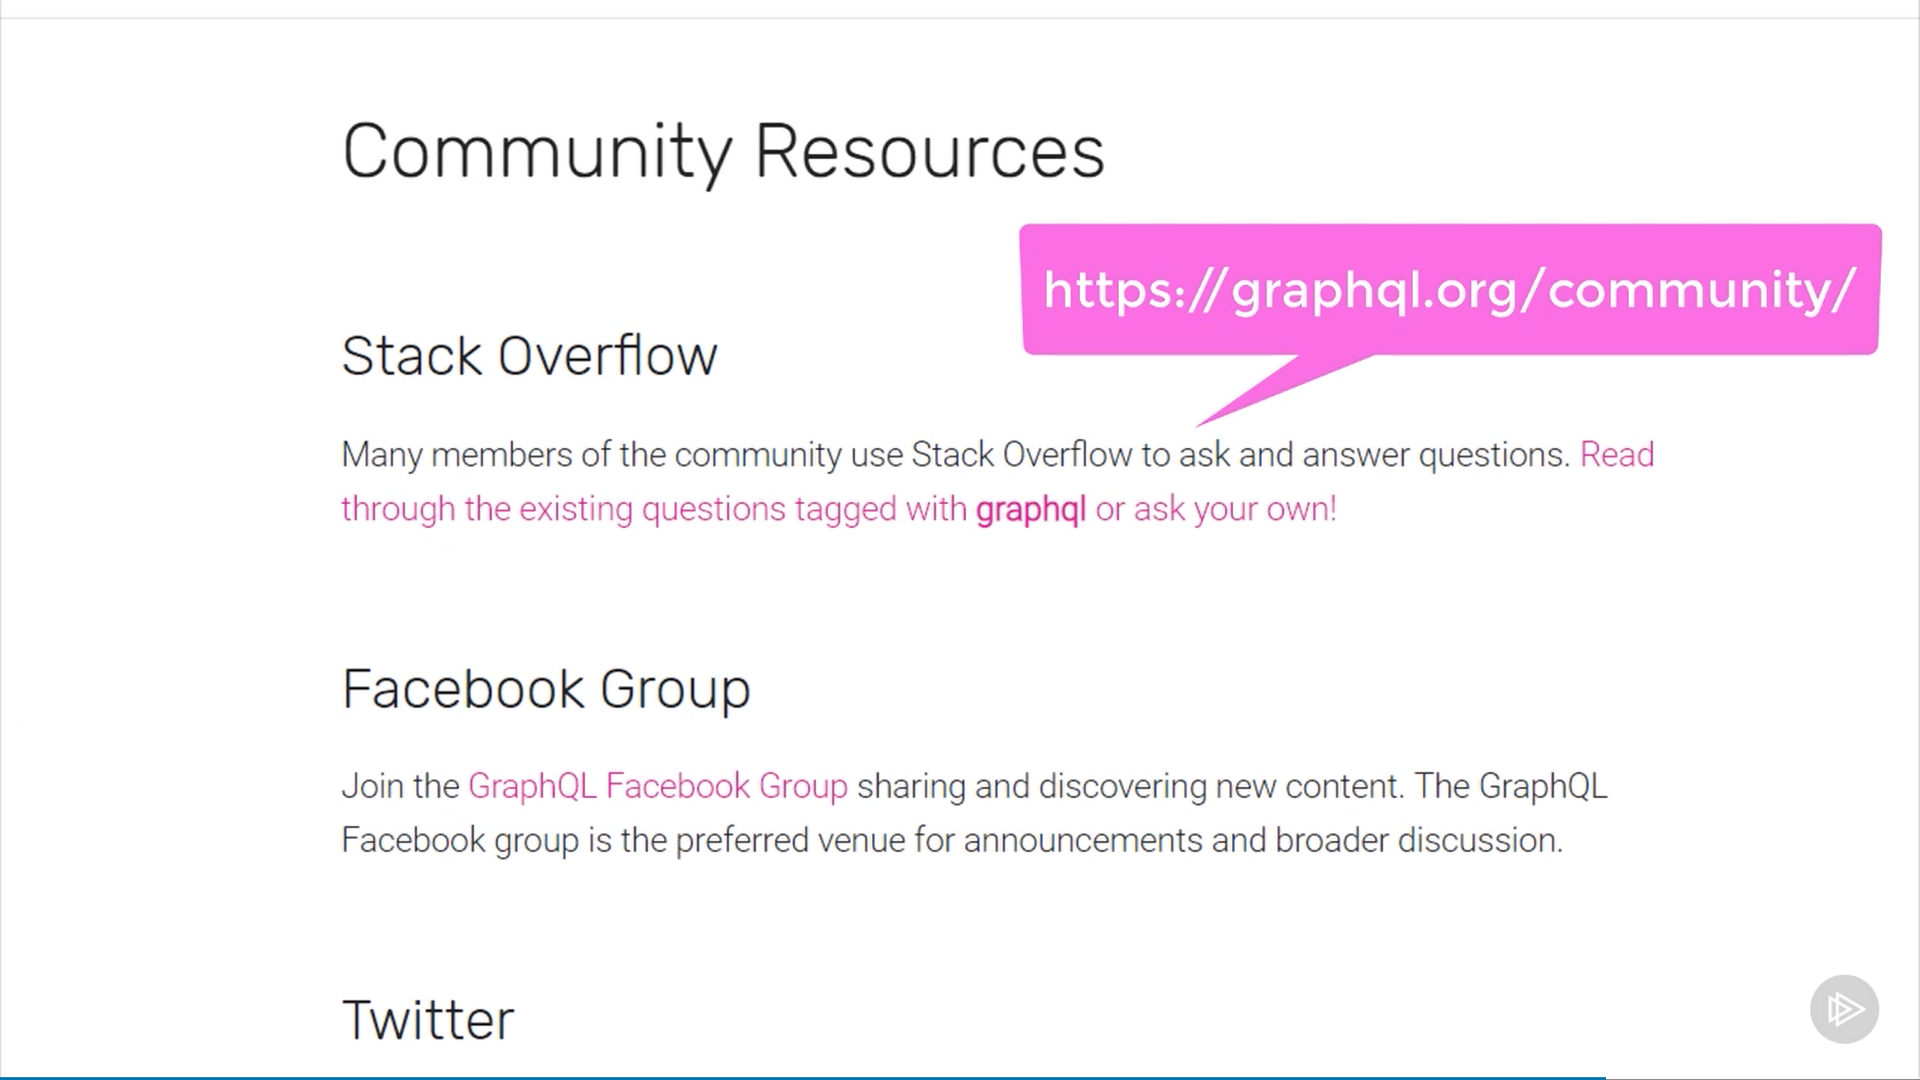 Community Resources
https://graphql.org/community/
Stack Overflow
Many members of the community use Stack Overflow to ask and answer questions. Read
through the existing questions tagged with graphql or ask your own!
Facebook Group
Join the GraphQL Facebook Group sharing and discovering new content. The GraphQL
Facebook group is the preferred venue for announcements and broader discussion.
Twitter